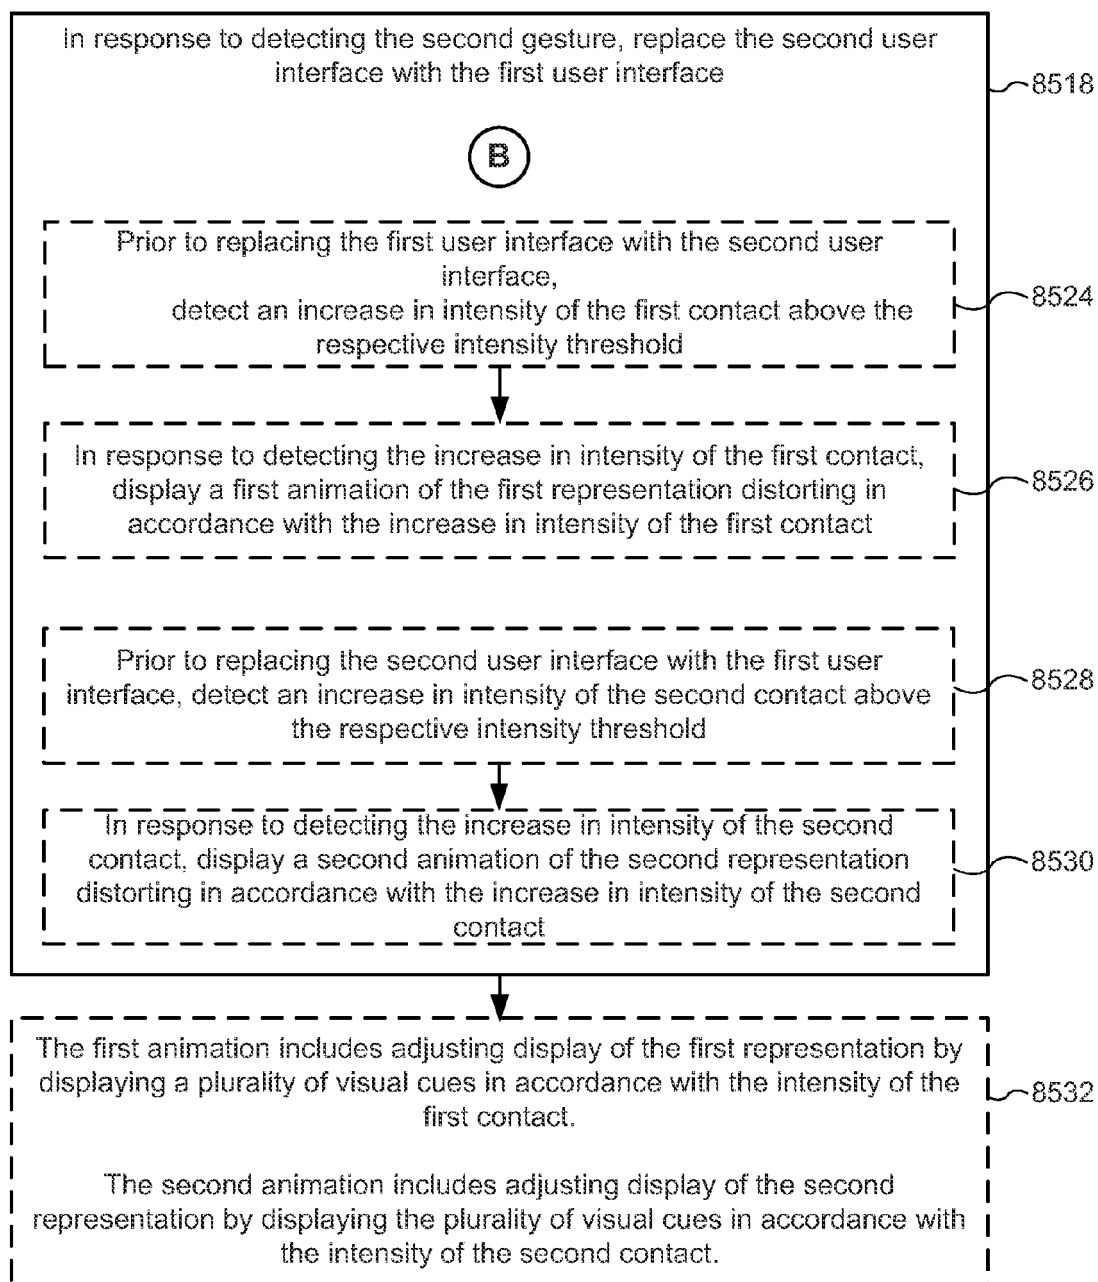 In response to detecting the second gesture, replace the second user
interface with the first user interface
8518
B
Prior to replacing the first user interface with the second user
interface,
detect an increase in intensity of the first contact above the
respective intensity threshold
8524
In response to detecting the increase in intensity of the first contact,
display a first animation of the first representation distorting in
accordance with the increase in intensity of the first contact
8526
Prior to replacing the second user interface with the first user
interface, detect an increase in intensity of the second contact above
the respective intensity threshold
8528
In response to detecting the increase in intensity of the second
contact, display a second animation of the second representation
distorting in accordance with the increase in intensity of the second
contact
8530
The first animation includes adjusting display of the first representation by
displaying a plurality of visual cues in accordance with the intensity of the
first contact.
8532
The second animation includes adjusting display of the second
representation by displaying the plurality of visual cues in accordance with
the intensity of the second contact.